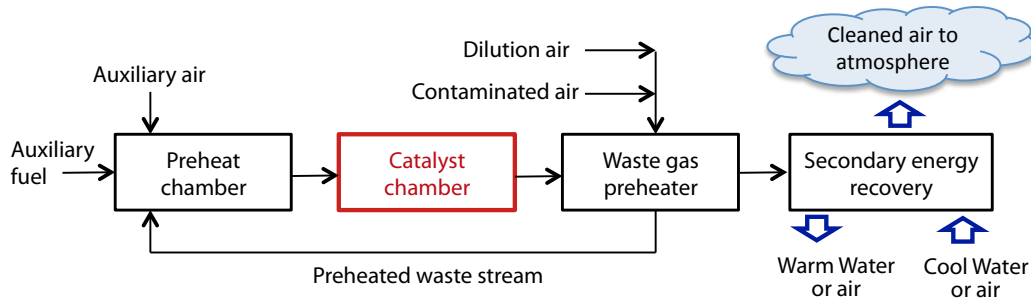 Dilution air
Cleaned air to
atmosphere
Auxiliary air
Contaminated air
Auxiliary
fuel
Preheat
chamber
Catalyst
chamber
Waste gas
preheater
Secondary energy
recovery
Preheated waste stream
Warm Water
or air
Cool Water
or air